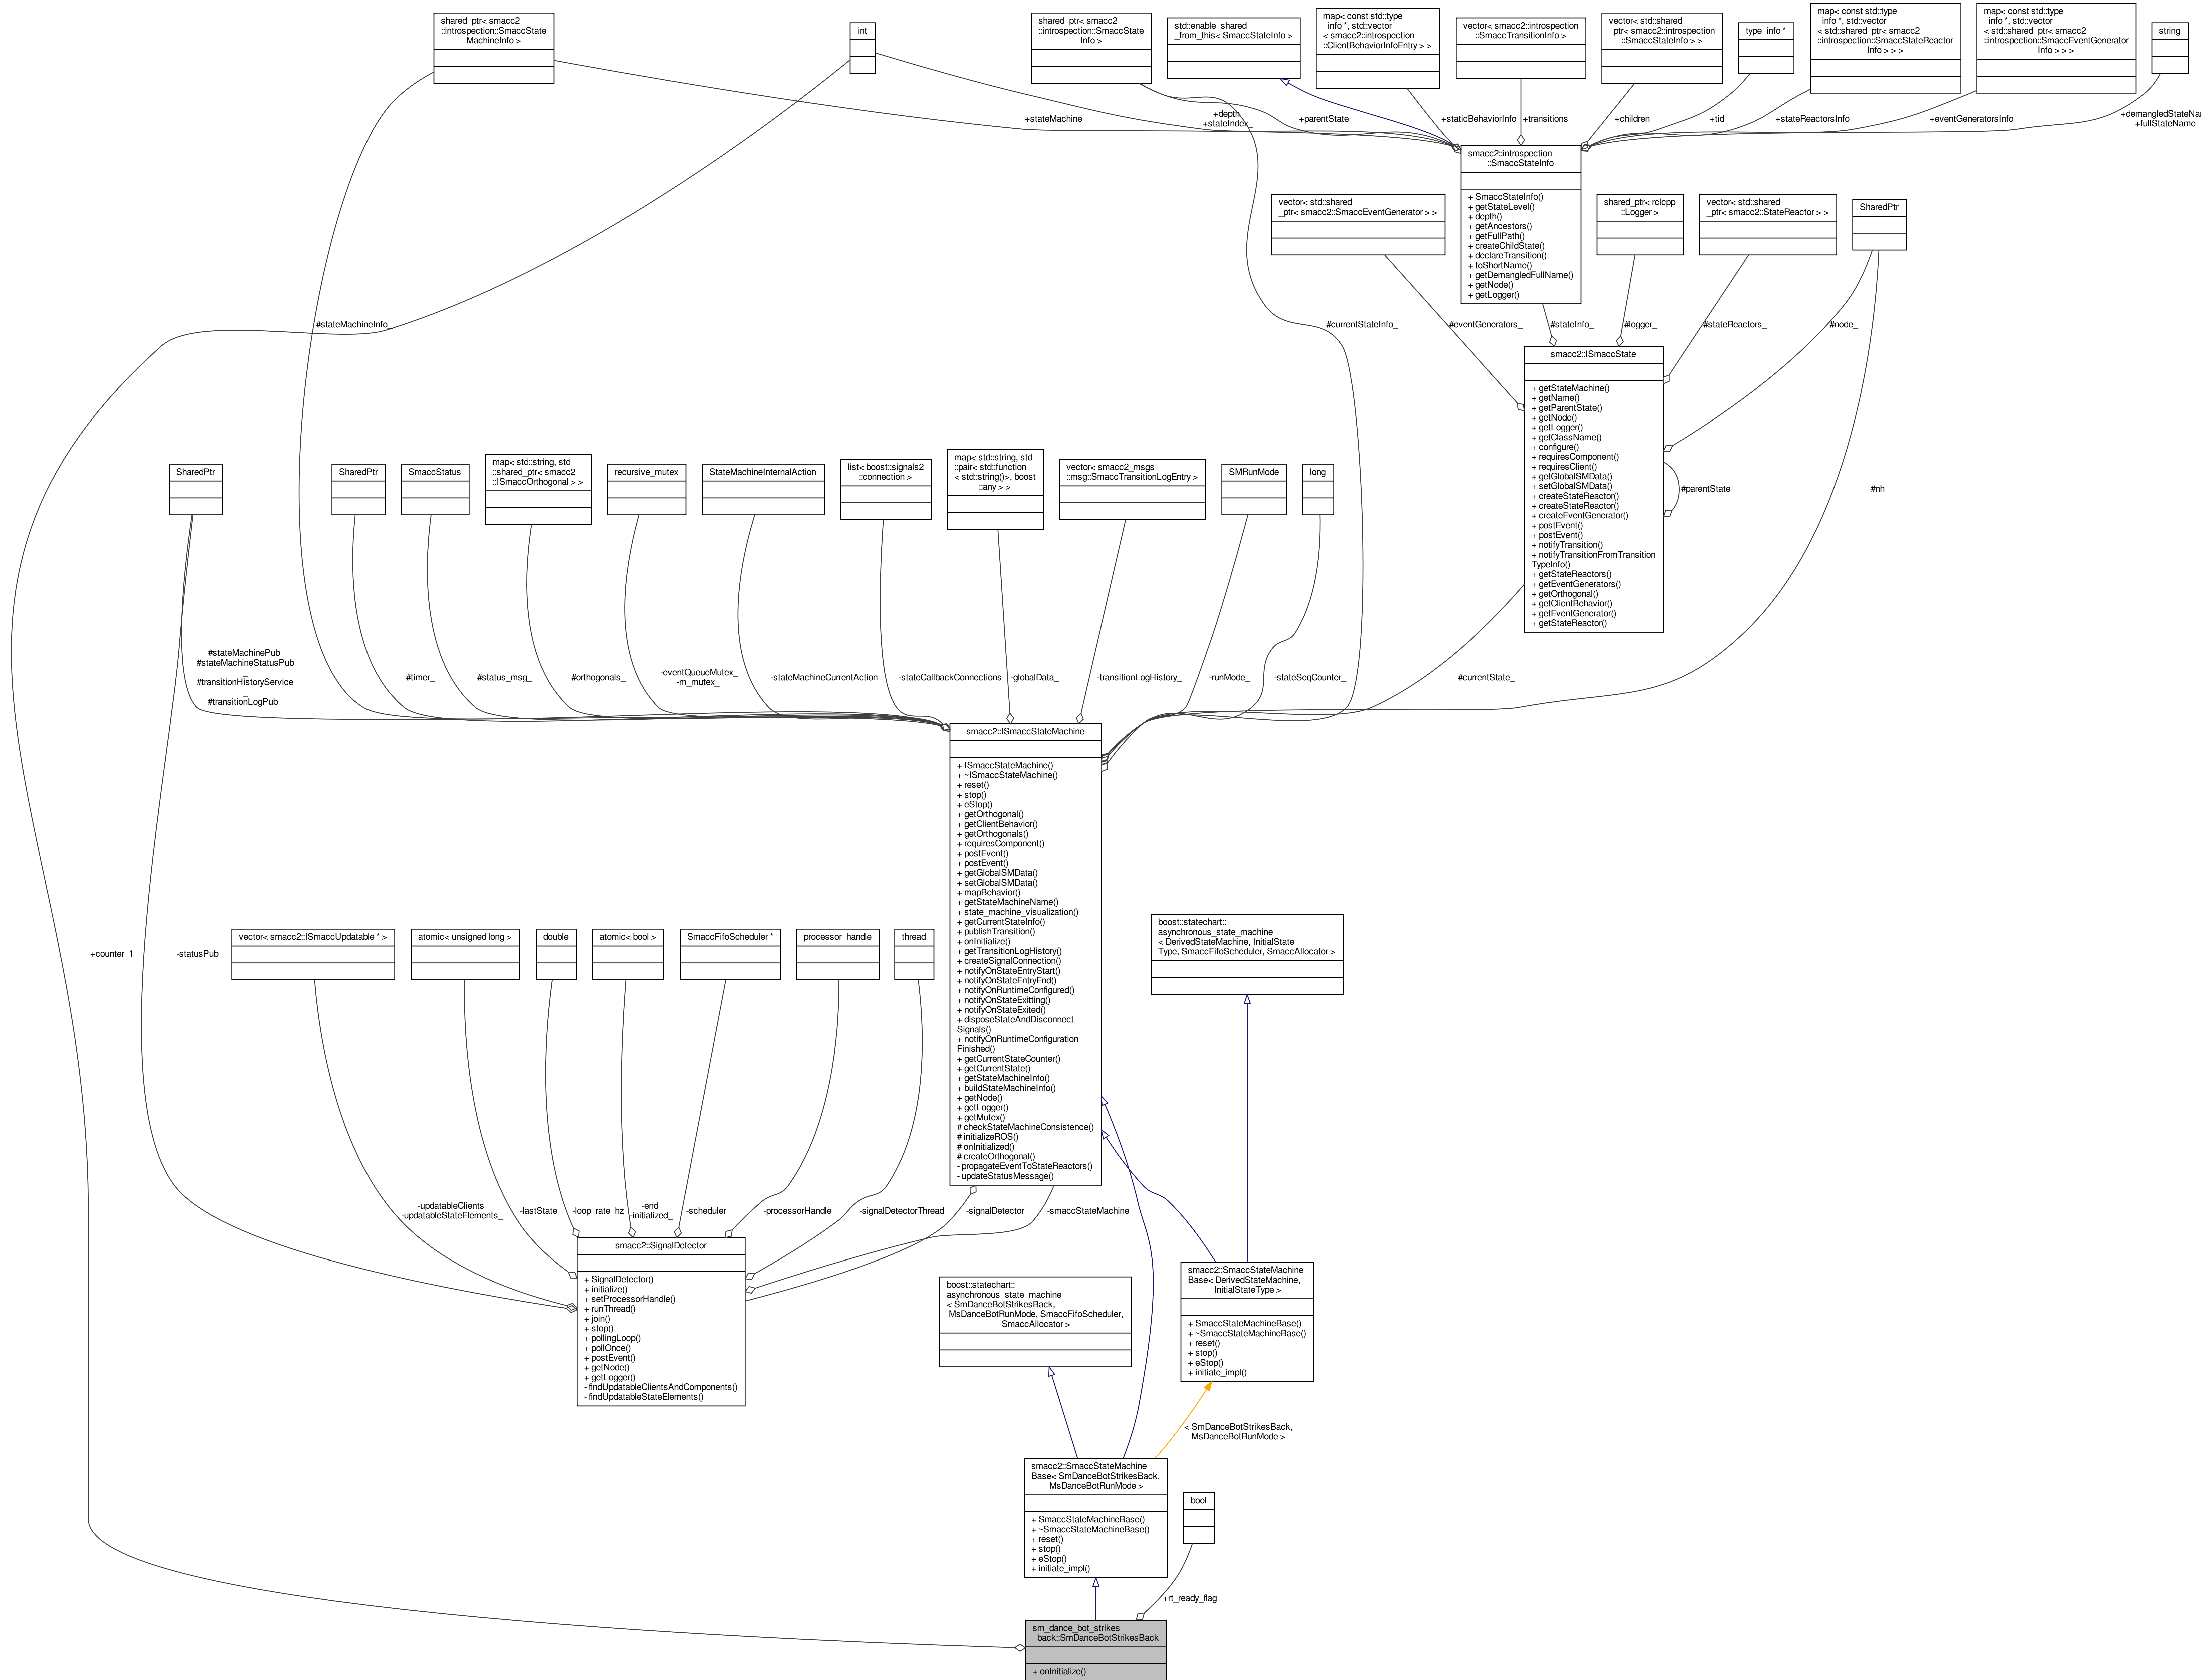 shared_ptr< smacc2
::introspection::SmaccState
MachineInfo >
int
shared_ptr< smacc2
::introspection::SmaccState
Info >
std::enable_shared
_from_this< SmaccStateInfo >
map< const std::type
_info *, std::vector
< smacc2::introspection
::ClientBehaviorInfoEntry > >
vector< smacc2::introspection
::SmaccTransitionInfo >
vector< std::shared
_ptr< smacc2::introspection
::SmaccStateInfo > >
type_info *
map< const std::type
_info *, std::vector
< std::shared_ptr< smacc2
::introspection::SmaccStateReactor
Info > > >
map< const std::type
_info *, std::vector
< std::shared_ptr< smacc2
::introspection::SmaccEventGenerator
Info > > >
string
+stateMachine_
+depth_
+stateIndex_
+parentState_
+staticBehaviorInfo
+transitions_
+children_
+tid_
+stateReactorsInfo
+eventGeneratorsInfo
+demangledStateNa
+fullStateName
smacc2::introspection
::SmaccStateInfo
+ SmaccStateInfo()
+ getStateLevel()
+ depth()
+ getAncestors()
+ getFullPath()
+ createChildState()
+ declareTransition()
+ toShortName()
+ getDemangledFullName()
+ getNode()
+ getLogger()
vector< std::shared
_ptr< smacc2::SmaccEventGenerator > >
shared_ptr< rclcpp
::Logger >
vector< std::shared
_ptr< smacc2::StateReactor > >
SharedPtr
#stateMachineInfo_
#currentStateInfo_
#eventGenerators_
#stateInfo_
#logger_
#stateReactors_
#node_
smacc2::ISmaccState
+ getStateMachine()
+ getName()
+ getParentState()
+ getNode()
+ getLogger()
+ getClassName()
+ configure()
+ requiresComponent()
+ requiresClient()
+ getGlobalSMData()
+ setGlobalSMData()
+ createStateReactor()
+ createStateReactor()
+ createEventGenerator()
+ postEvent()
+ postEvent()
+ notifyTransition()
+ notifyTransitionFromTransition
TypeInfo()
+ getStateReactors()
+ getEventGenerators()
+ getOrthogonal()
+ getClientBehavior()
+ getEventGenerator()
+ getStateReactor()
#parentState_
#nh_
SharedPtr
SharedPtr
SmaccStatus
map< std::string, std
::shared_ptr< smacc2
::ISmaccOrthogonal > >
recursive_mutex
StateMachineInternalAction
list< boost::signals2
::connection >
map< std::string, std
::pair< std::function
< std::string()>, boost
::any > >
vector< smacc2_msgs
::msg::SmaccTransitionLogEntry >
SMRunMode
long
#stateMachinePub_
#stateMachineStatusPub
_
#transitionHistoryService
_
#transitionLogPub_
#timer_
#status_msg_
#orthogonals_
-eventQueueMutex_
-m_mutex_
-stateMachineCurrentAction
-stateCallbackConnections
-globalData_
-transitionLogHistory_
-runMode_
-stateSeqCounter_
#currentState_
smacc2::ISmaccStateMachine
+ ISmaccStateMachine()
+ ~ISmaccStateMachine()
+ reset()
+ stop()
+ eStop()
+ getOrthogonal()
+ getClientBehavior()
+ getOrthogonals()
+ requiresComponent()
+ postEvent()
+ postEvent()
+ getGlobalSMData()
+ setGlobalSMData()
+ mapBehavior()
+ getStateMachineName()
+ state_machine_visualization()
+ getCurrentStateInfo()
+ publishTransition()
+ onInitialize()
+ getTransitionLogHistory()
+ createSignalConnection()
+ notifyOnStateEntryStart()
+ notifyOnStateEntryEnd()
+ notifyOnRuntimeConfigured()
+ notifyOnStateExitting()
+ notifyOnStateExited()
+ disposeStateAndDisconnect
Signals()
+ notifyOnRuntimeConfiguration
Finished()
+ getCurrentStateCounter()
+ getCurrentState()
+ getStateMachineInfo()
+ buildStateMachineInfo()
+ getNode()
+ getLogger()
+ getMutex()
# checkStateMachineConsistence()
# initializeROS()
# onInitialized()
# createOrthogonal()
- propagateEventToStateReactors()
- updateStatusMessage()
+counter_1
-statusPub_
vector< smacc2::ISmaccUpdatable * >
atomic< unsigned long >
double
atomic< bool >
SmaccFifoScheduler *
processor_handle
thread
boost::statechart::
asynchronous_state_machine
< DerivedStateMachine, InitialState
Type, SmaccFifoScheduler, SmaccAllocator >
-updatableClients_
-updatableStateElements_
-lastState_
-loop_rate_hz
-end_
-initialized_
-scheduler_
-processorHandle_
-signalDetectorThread_
-signalDetector_
-smaccStateMachine_
smacc2::SignalDetector
+ SignalDetector()
+ initialize()
+ setProcessorHandle()
+ runThread()
+ join()
+ stop()
+ pollingLoop()
+ pollOnce()
+ postEvent()
+ getNode()
+ getLogger()
- findUpdatableClientsAndComponents()
- findUpdatableStateElements()
boost::statechart::
asynchronous_state_machine
< SmDanceBotStrikesBack,
MsDanceBotRunMode, SmaccFifoScheduler,
SmaccAllocator >
smacc2::SmaccStateMachine
Base< DerivedStateMachine,
InitialStateType >
+ SmaccStateMachineBase()
+ ~SmaccStateMachineBase()
+ reset()
+ stop()
+ eStop()
+ initiate_impl()
< SmDanceBotStrikesBack,
MsDanceBotRunMode >
smacc2::SmaccStateMachine
Base< SmDanceBotStrikesBack,
MsDanceBotRunMode >
+ SmaccStateMachineBase()
+ ~SmaccStateMachineBase()
+ reset()
+ stop()
+ eStop()
+ initiate_impl()
bool
+rt_ready_flag
sm_dance_bot_strikes
_back::SmDanceBotStrikesBack
+ onInitialize()